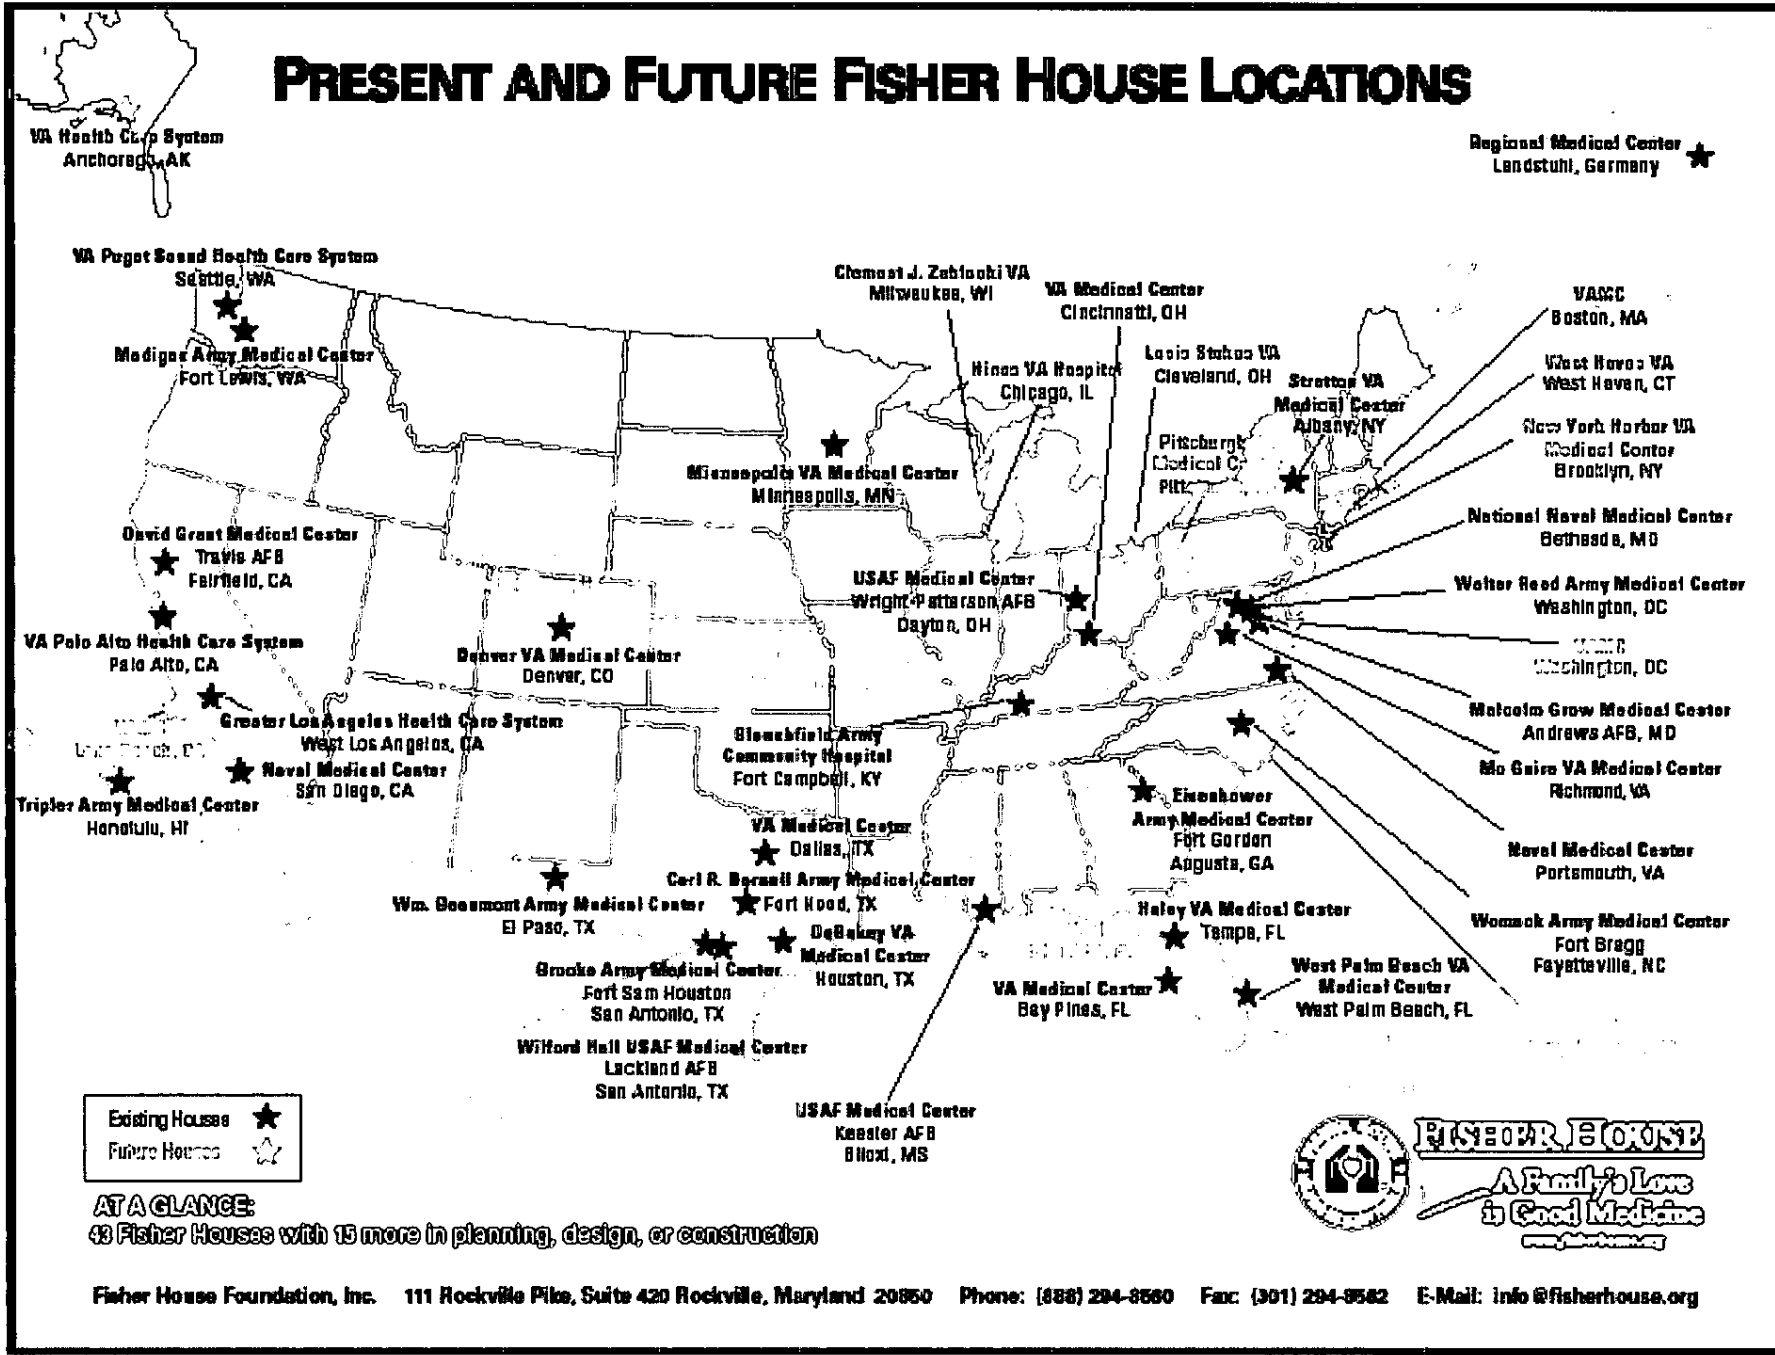 PRESENT AND FUTURE FISHER HOUSE LOCATIONS
VA Health Care System
Anchorage, AK
Regional Medical Center
Landstuhl, Germany
VA Puget Sound Health Care System
Seattle, WA
Madigan Army Medical Center
Fort Lewis, WA
Clement J. Zablocki VA
Milwaukee, WI
VA Medical Center
Cincinnatti, OH
Hines VA Hospital
Chicago, IL
Louis Stokes VA
Cleveland, OH
Stratton VA
Medical Center
Albany, NY
VAMC
Boston, MA
West Haven VA
West Haven, CT
New York Harbor VA
Medical Center
Brooklyn, NY
Medical
Minneapolis VA Medical Center
Minneapolis, MN
National Naval Medical Center
Bethesda, MD
David Grant Medical Center
Travis AFB
Fairfield, CA
USAF Medical Center
Wright-Patterson AFB
Dayton, OH
Walter Reed Army Medical Center
Washington, DC
Washington, DC
VA Palo Alto Health Care System
Palo Alto, CA
Denver VA Medical Center
Denver, CO
Greater Los Angeles Health Care System
West Los Angelos, CA
Malcolm Grow Medical Center
Andrews AFB, MD
Blanchfield Army
Community Hospital
Fort Campbell, KY
Naval Medical Center
San Diego, CA
Mc Guire VA Medical Center
Richmond, VA
Tripler Army Medical Center
Honolulu, HI
Eisenhower
Army Medical Center
Fort Gordon
Augusta, GA
VA Medical Center
Dallas, TX
Naval Medical Center
Portsmouth, VA
Carl R. Darnall Army Medical Center
Fort Hood, TX
Wm. Beaumont Army Medical Center
El Paso, TX
DeBakey VA
Medical Center
Houston, TX
Haley VA Medical Center
Tampa, FL
Womack Army Medical Center
Fort Bragg
Fayetteville, NC
Brooke Army Medical Center
Fort Sam Houston
San Antonio, TX
VA Medical Center
Bay Pines, FL
West Palm Beach VA
Medical Center
West Palm Beach, FL
Wilford Hall USAF Medical Center
Lackland AFB
San Antonio, TX
USAF Medical Center
Keesler AFB
Biloxi, MS
Existing Houses
Future Houses
AT A GLANCE:
43 Fisher Houses with 15 more in planning, design, or construction
FISHER HOUSE
A Family's Love
is Good Medicine
www.fisherhouse.org
Fisher House Foundation, Inc. 111 Rockville Pike, Suite 420 Rockville, Maryland 20850 Phone: (888) 294-8560 Fax: (301) 294-8562 E-Mail: info@fisherhouse.org